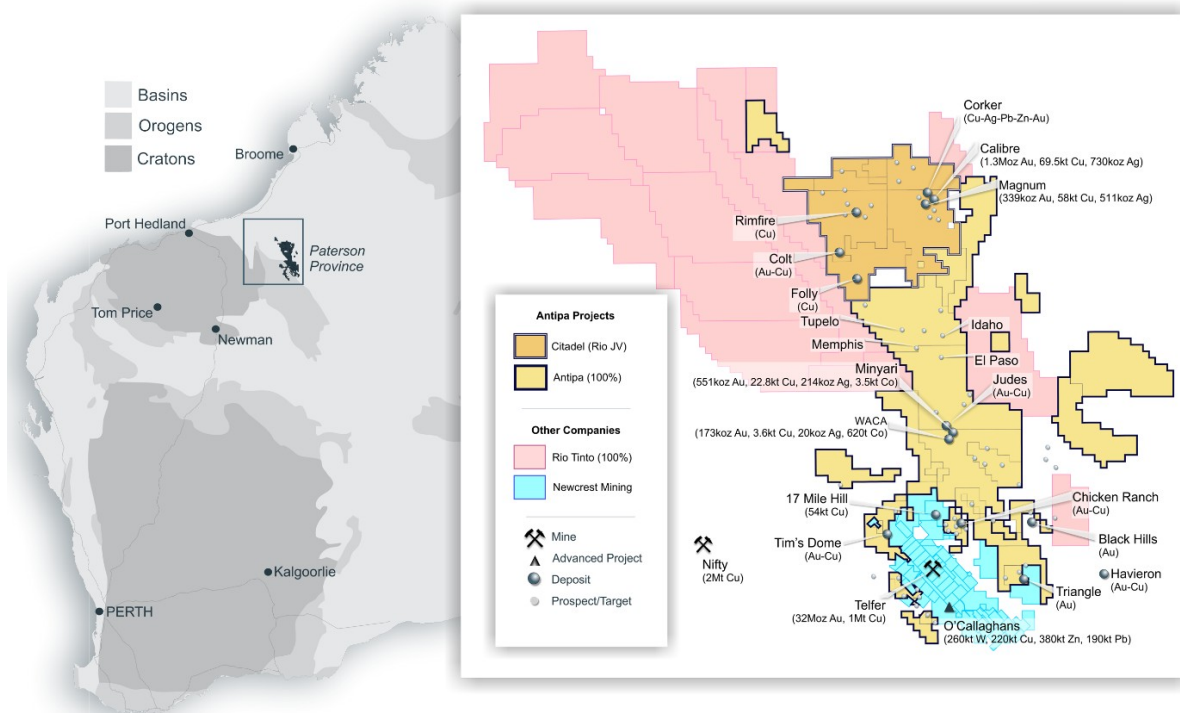 Basins
Orogens
Cratons
Broome
Port Hedland
Paterson
Province
Tom Price
Newman
Kalgoorlie
PERTH
Antipa Projects
Citadel (Rio JV)
Antipa (100%)
Other Companies
Rio Tinto (100%)
Newcrest Mining
Mine
Advanced Project
Deposit
Prospect/Target
Corker
(Cu-Ag-Pb-Zn-Au)
Calibre
(1.3Moz Au, 69.5kt Cu, 730koz Ag)
Magnum
(339koz Au, 58kt Cu, 511koz Ag)
Rimfire
(Cu)
Colt
(Au-Cu)
Folly
(Cu)
Tupelo
Idaho
Memphis
El Paso
Minyari
(551koz Au, 22.8kt Cu, 214koz Ag, 3.5kt Co)
Judes
(Au-Cu)
WACA
(173koz Au, 3.6kt Cu, 20koz Ag, 620t Co)
17 Mile Hill
(54kt Cu)
Chicken Ranch
(Au-Cu)
Tim's Dome
(Au-Cu)
Black Hills
(Au)
Nifty
(2Mt Cu)
Havieron
(Au-Cu)
Triangle
(Au)
Telfer
(32Moz Au, 1Mt Cu)
O'Callaghans
(260kt W, 220kt Cu, 380kt Zn, 190kt Pb)